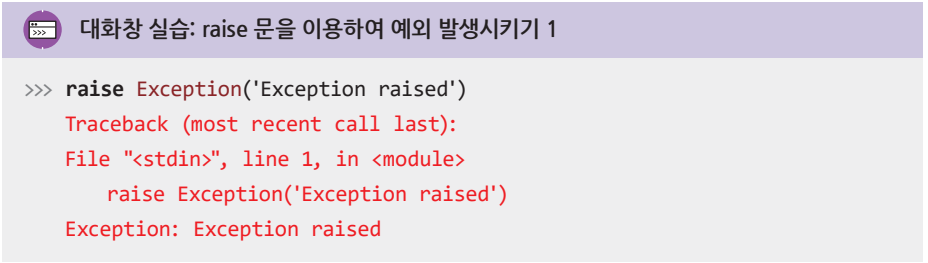 대화창 실습: raise 문을 이용하여 예외 발생시키기 1
>>> raise Exception('Exception raised')
Traceback (most recent call last):
File "<stdin>", line 1, in <module>
raise Exception('Exception raised')
Exception: Exception raised